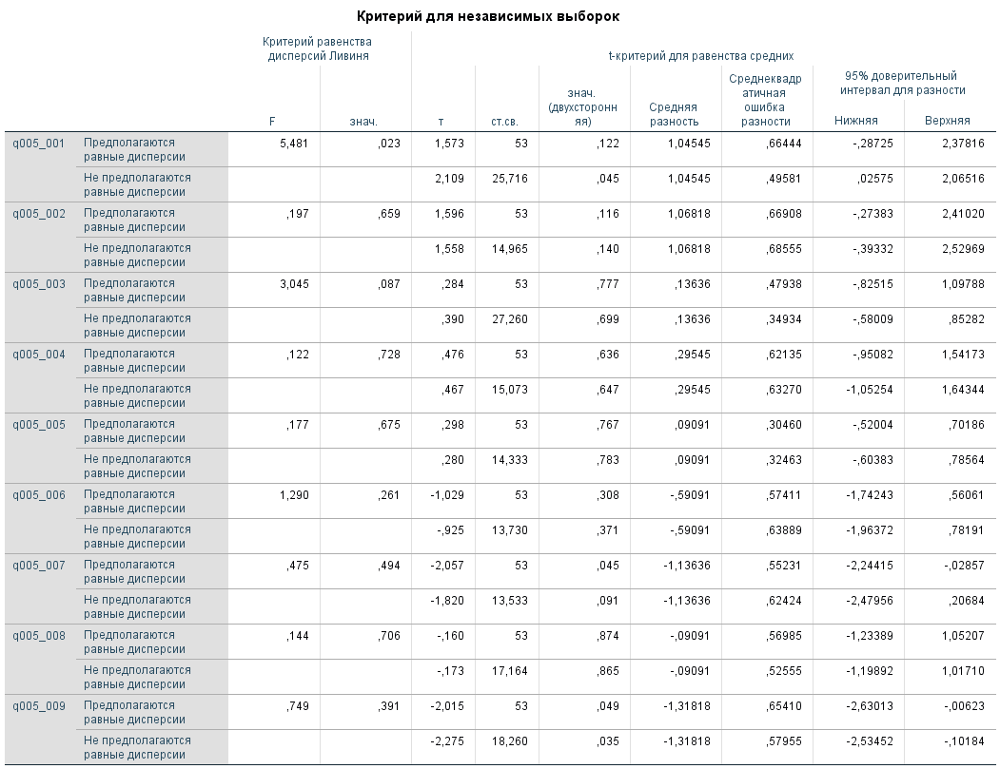 Критерий для независимых выборок
Критерий равенства
дисперсий Ливиня
t-критерий для равенства средних
F
знач.
т
ст.св.
знач.
(двухсторонн
яя)
Средняя
разность
Среднеквадр
атичная
ошибка
разности
95% доверительный
интервал для разности
Нижняя
Верхняя
q005_001 Предполагаются
равные дисперсии
5,481 ,023 1,573 53 ,122 1,04545 ,66444 -,28725 2,37816
Не предполагаются
равные дисперсии
2,109 25,716 ,045 1,04545 ,49581 ,02575 2,06516
q005_002 Предполагаются
равные дисперсии
,197 ,659 1,596 53 ,116 1,06818 ,66908 -,27383 2,41020
Не предполагаются
равные дисперсии
1,558 14,965 ,140 1,06818 ,68555 -,39332 2,52969
q005_003 Предполагаются
равные дисперсии
3,045 ,087 ,284 53 ,777 ,13636 ,47938 -,82515 1,09788
Не предполагаются
равные дисперсии
,390 27,260 ,699 ,13636 ,34934 -,58009 ,85282
q005_004 Предполагаются
равные дисперсии
,122 ,728 ,476 53 ,636 ,29545 ,62135 -,95082 1,54173
Не предполагаются
равные дисперсии
,467 15,073 ,647 ,29545 ,63270 -1,05254 1,64344
q005_005 Предполагаются
равные дисперсии
,177 ,675 ,298 53 ,767 ,09091 ,30460 -,52004 ,70186
Не предполагаются
равные дисперсии
,280 14,333 ,783 ,09091 ,32463 -,60383 ,78564
q005_006 Предполагаются
равные дисперсии
1,290 ,261 -1,029 53 ,308 -,59091 ,57411 -1,74243 ,56061
Не предполагаются
равные дисперсии
-,925 13,730 ,371 -,59091 ,63889 -1,96372 ,78191
q005_007 Предполагаются
равные дисперсии
,475 ,494 -2,057 53 ,045 -1,13636 ,55231 -2,24415 -,02857
Не предполагаются
равные дисперсии
-1,820 13,533 ,091 -1,13636 ,62424 -2,47956 ,20684
q005_008 Предполагаются
равные дисперсии
,144 ,706 -,160 53 ,874 -,09091 ,56985 -1,23389 1,05207
Не предполагаются
равные дисперсии
-,173 17,164 ,865 -,09091 ,52555 -1,19892 1,01710
q005_009 Предполагаются
равные дисперсии
,749 ,391 -2,015 53 ,049 -1,31818 ,65410 -2,63013 -,00623
Не предполагаются
равные дисперсии
-2,275 18,260 ,035 -1,31818 ,57955 -2,53452 -,10184